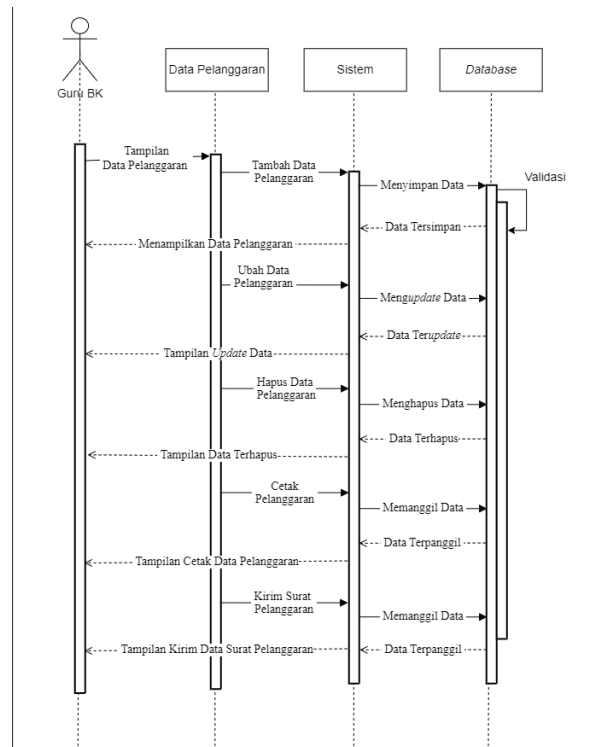 Guru BK
Data Pelanggaran
Sistem
Database
Tampilan
Data Pelanggaran
Tambah Data
Pelanggaran
Menyimpan Data
Validasi
Data Tersimpan
Menampilkan Data Pelanggaran
Ubah Data
Pelanggaran
Mengupdate Data
Data Terupdate
Tampilan Update Data
Hapus Data
Pelanggaran
Menghapus Data
Data Terhapus
Tampilan Data Terhapus
Cetak
Pelanggaran
Memanggil Data
Data Terpanggil
Tampilan Cetak Data Pelanggaran
Kirim Surat
Pelanggaran
Memanggil Data
Tampilan Kirim Data Surat Pelanggaran
Data Terpanggil